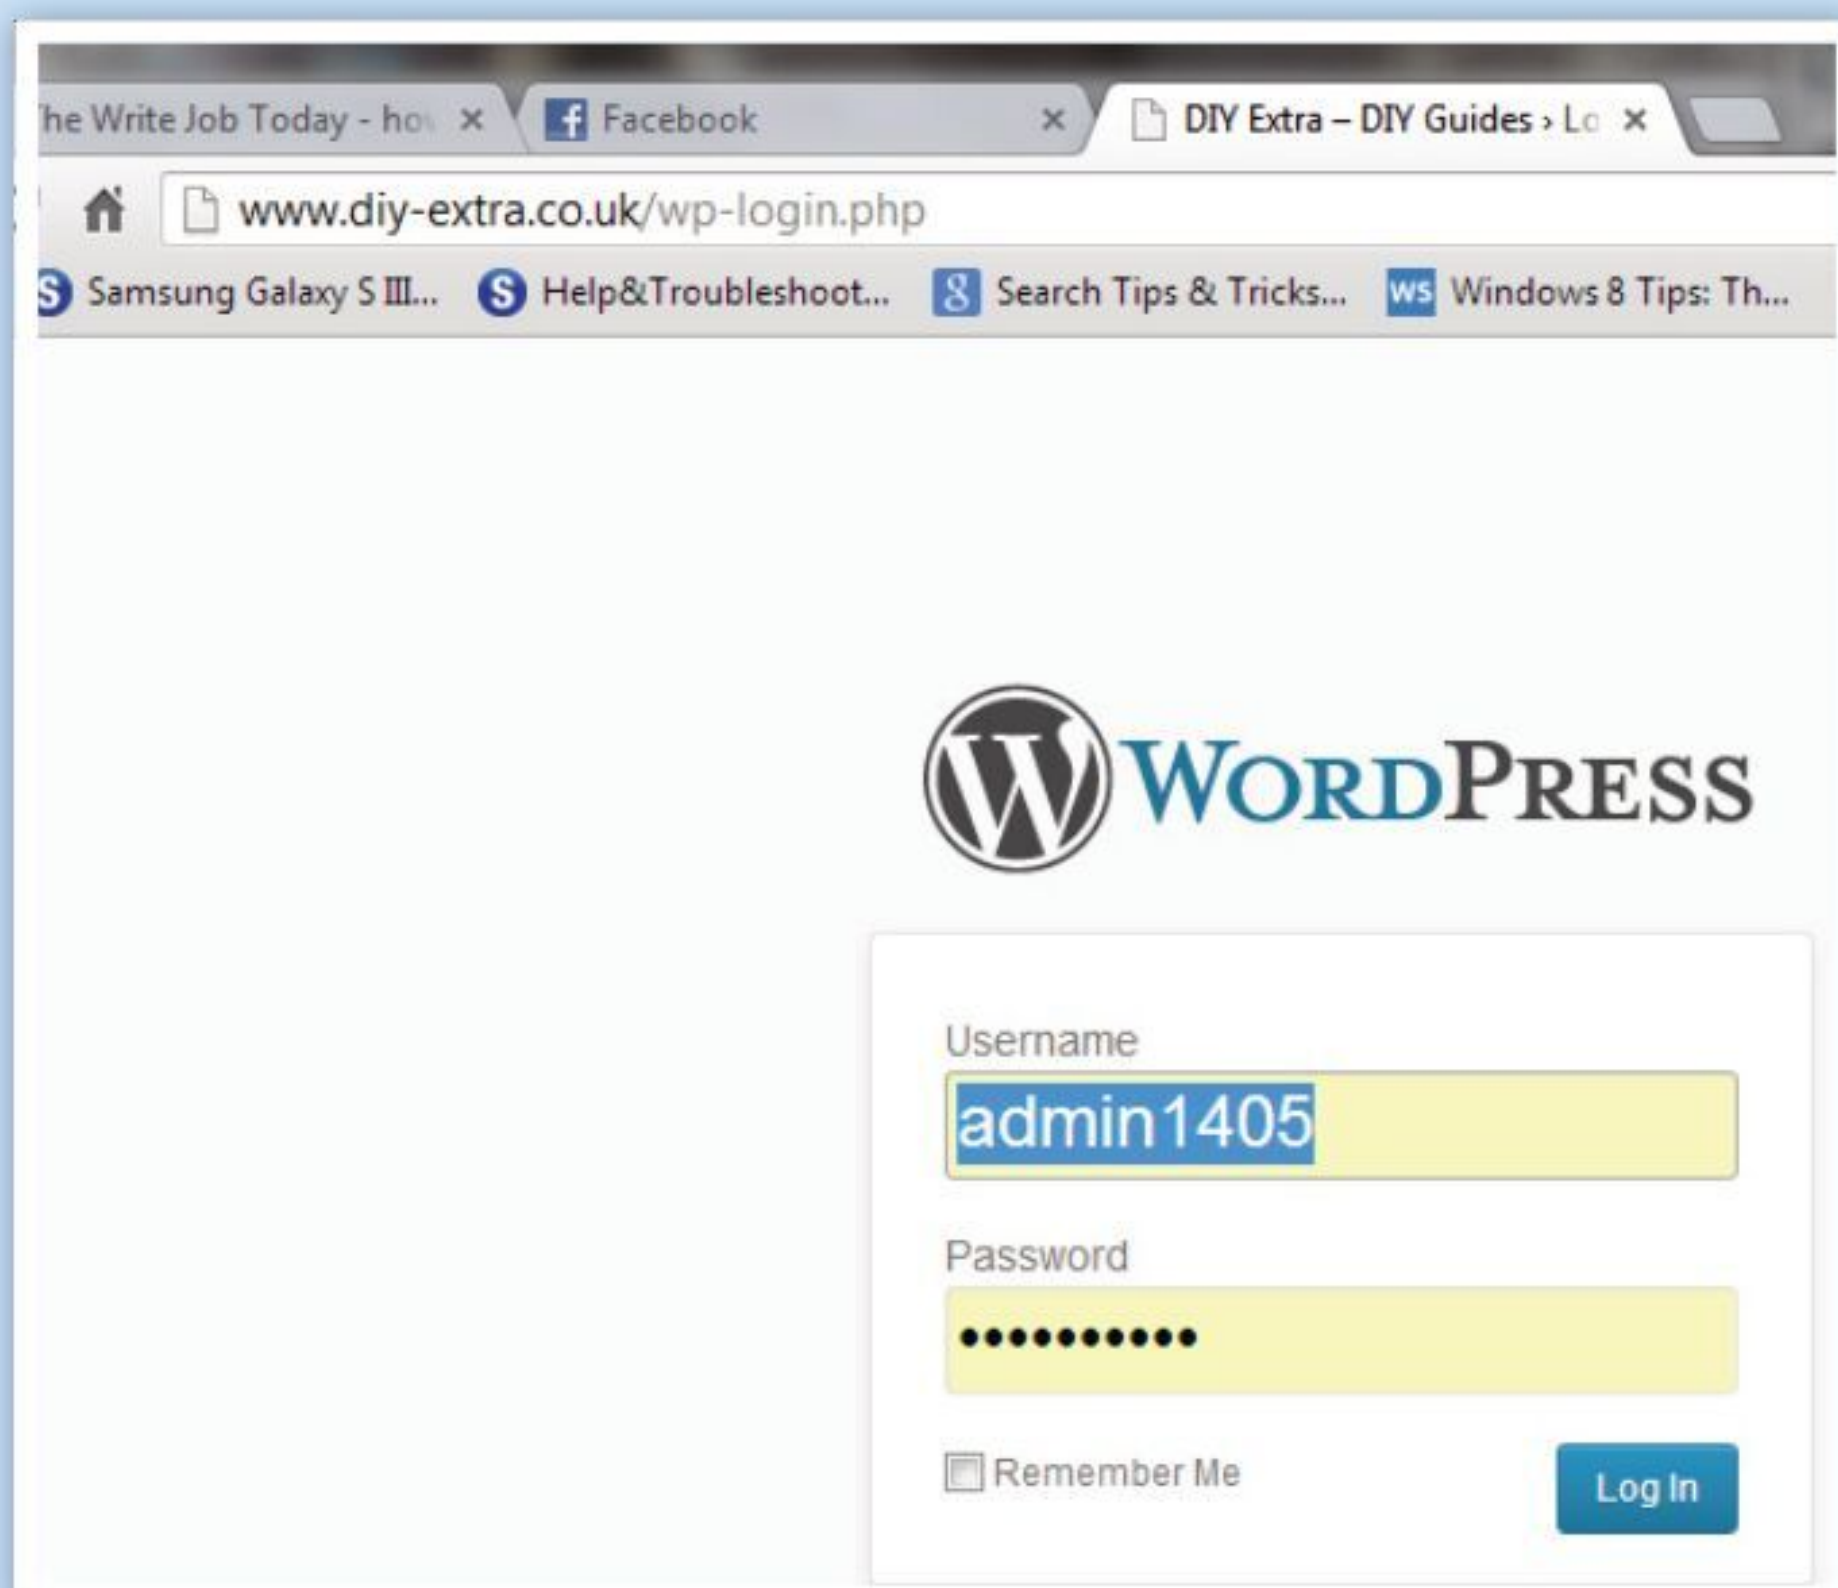 he Write Job Today - how
Facebook
DIY Extra – DIY Guides › Lo
www.diy-extra.co.uk/wp-login.php
Samsung Galaxy S III... Help&Troubleshoot... Search Tips & Tricks... WS Windows 8 Tips: Th...
WORDPRESS
Username
admin1405
Password
••••••••••
Remember Me
Log In